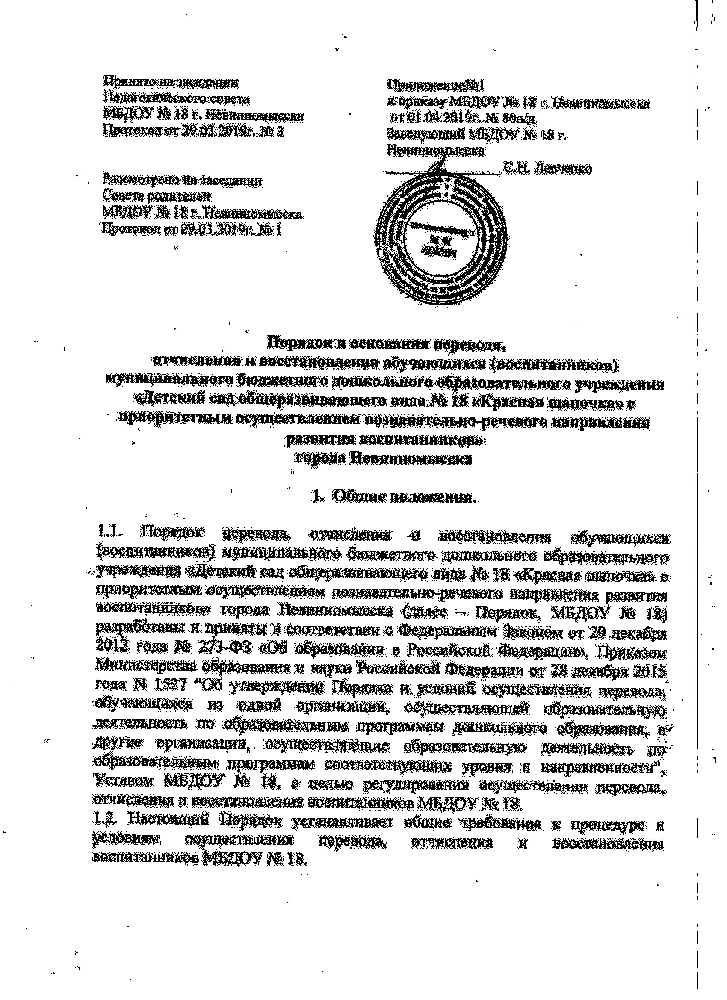 Принято на заседании
Педагогического совета
МБДОУ № 18 г. Невинномысска
Протокол от 29.03.2019г. № 3
Рассмотрено на заседании
Совета родителей
МБДОУ № 18 г. Невинномысска
Протокол от 29.03.2019г. № 1
Приложение№1
к приказу МБДОУ № 18 г. Невинномысска
от 01.04.2019г. № 80о/д
Заведующий МБДОУ № 18 г.
Невинномысска
С.Н. Левченко
МБДОУ
№ 18
г. Невинномысска
Порядок и основания перевода,
отчисления и восстановления обучающихся (воспитанников)
муниципального бюджетного дошкольного образовательного учреждения
«Детский сад общеразвивающего вида № 18 «Красная шапочка» с
приоритетным осуществлением познавательно-речевого направления
развития воспитанников»
города Невинномысска
1. Общие положения.
1.1. Порядок перевода, отчисления и восстановления обучающихся
(воспитанников) муниципального бюджетного дошкольного образовательного
учреждения «Детский сад общеразвивающего вида № 18 «Красная шапочка» с
приоритетным осуществлением познавательно-речевого направления развития
воспитанников» города Невинномысска (далее – Порядок, МБДОУ № 18)
разработаны и приняты в соответствии с Федеральным Законом от 29 декабря
2012 года № 273-ФЗ «Об образовании в Российской Федерации», Приказом
Министерства образования и науки Российской Федерации от 28 декабря 2015
года N 1527 "Об утверждении Порядка и условий осуществления перевода,
обучающихся из одной организации, осуществляющей образовательную
деятельность по образовательным программам дошкольного образования, в
другие организации, осуществляющие образовательную деятельность по
образовательным программам соответствующих уровня и направленности",
Уставом МБДОУ № 18, с целью регулирования осуществления перевода,
отчисления и восстановления воспитанников МБДОУ № 18.
1.2. Настоящий Порядок устанавливает общие требования к процедуре и
условиям осуществления перевода, отчисления и восстановления
воспитанников МБДОУ № 18.